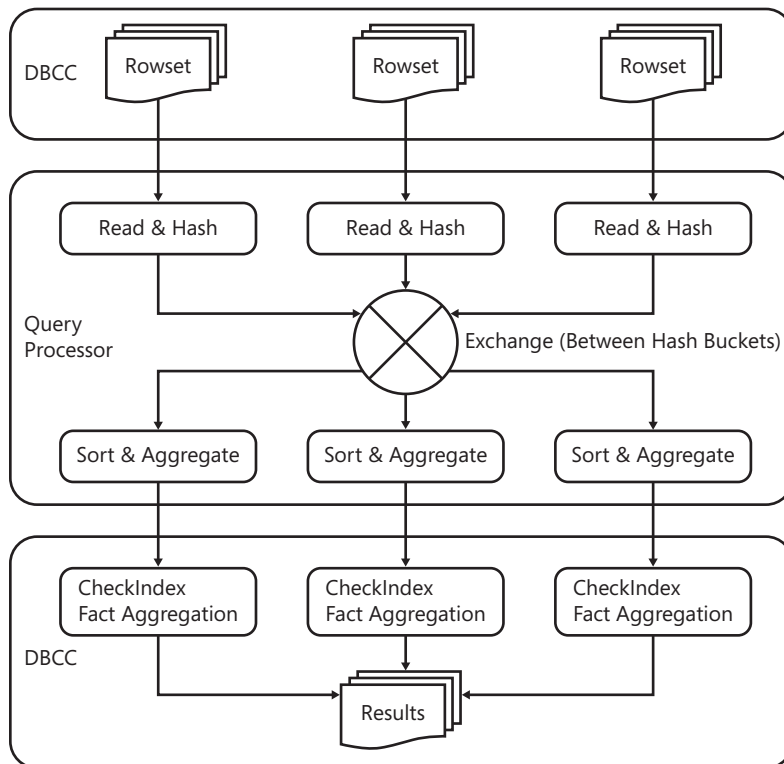 DBCC
Rowset
Rowset
Rowset
Read & Hash
Read & Hash
Read & Hash
Query
Processor
Exchange (Between Hash Buckets)
Sort & Aggregate
Sort & Aggregate
Sort & Aggregate
CheckIndex
Fact Aggregation
CheckIndex
Fact Aggregation
CheckIndex
Fact Aggregation
DBCC
Results